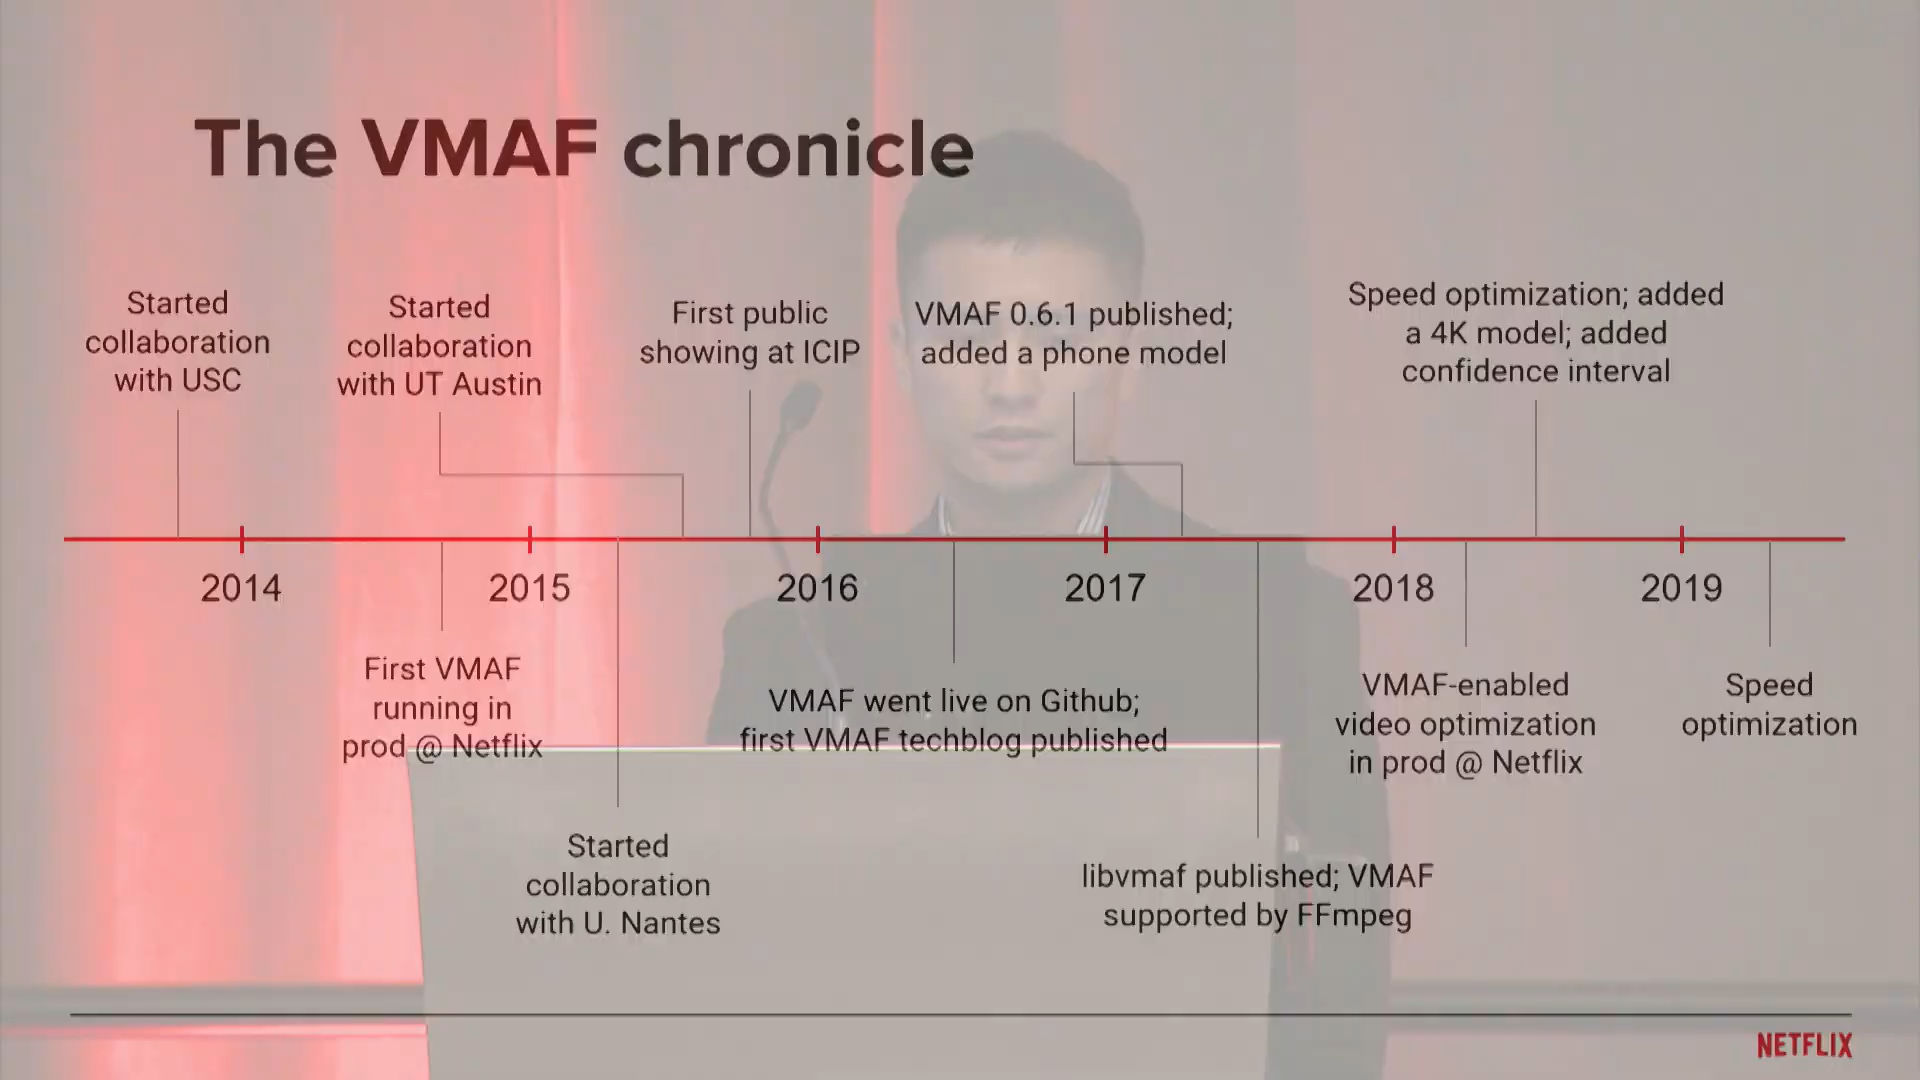 The VMAF chronicle
Started
collaboration
with USC
Started
collaboration
with UT Austin
First public
showing at ICIP
VMAF 0.6.1 published;
added a phone model
Speed optimization; added
a 4K model; added
confidence interval
2014
2015
2016
2017
2018
2019
First VMAF
running in
prod @ Netflix
Started
collaboration
with U. Nantes
VMAF went live on Github;
first VMAF techblog published
libvmaf published; VMAF
supported by FFmpeg
VMAF-enabled
video optimization
in prod @ Netflix
Speed
optimization
NETFLIX